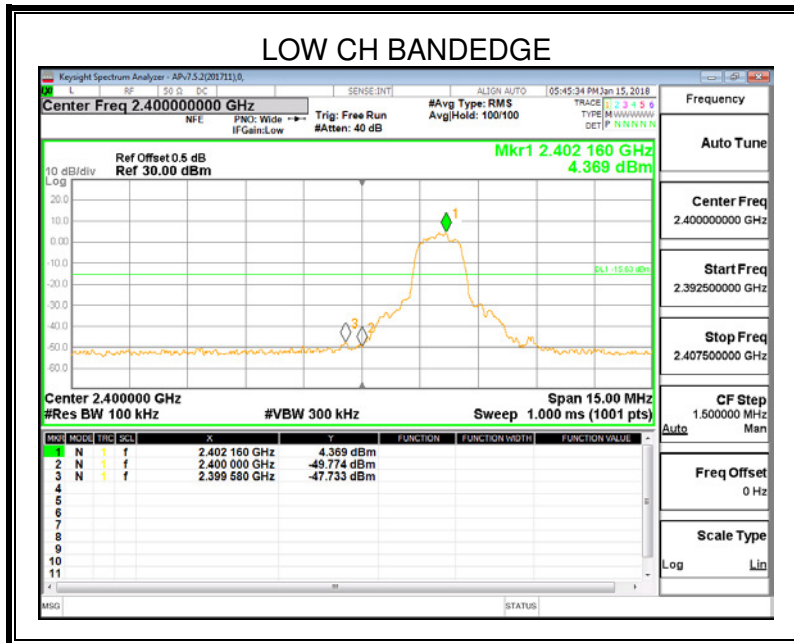 LOW CH BANDEDGE
Keysight Spectrum Analyzer - APv7.5.2(201711),0,
L RF 50 Ω DC SENSE:INT ALIGN AUTO 05:45:34 PM Jan 15, 2018
Center Freq 2.400000000 GHz
NFE
PNO: Wide
IFGain:Low
Trig: Free Run
#Atten: 40 dB
#Avg Type: RMS
Avg|Hold: 100/100
TRACE 1 2 3 4 5 6
TYPE M W W W W W
DET P N N N N N
Mkr1 2.402 160 GHz
4.369 dBm
Ref Offset 0.5 dB
10 dB/div Ref 30.00 dBm
Log
20.0
10.0
0.00
-10.0
-20.0
-30.0
-40.0
-50.0
-60.0
1
DL1 -15.63 dBm
3 2
Center 2.400000 GHz Span 15.00 MHz
#Res BW 100 kHz #VBW 300 kHz Sweep 1.000 ms (1001 pts)
MKR MODE TRC SCL X Y FUNCTION FUNCTION WIDTH FUNCTION VALUE
1 N 1 f 2.402 160 GHz 4.369 dBm
2 N 1 f 2.400 000 GHz -49.774 dBm
3 N 1 f 2.399 580 GHz -47.733 dBm
4
5
6
7
8
9
10
11
MSG STATUS
Frequency
Auto Tune
Center Freq
2.400000000 GHz
Start Freq
2.392500000 GHz
Stop Freq
2.407500000 GHz
CF Step
1.500000 MHz
Auto Man
Freq Offset
0 Hz
Scale Type
Log Lin